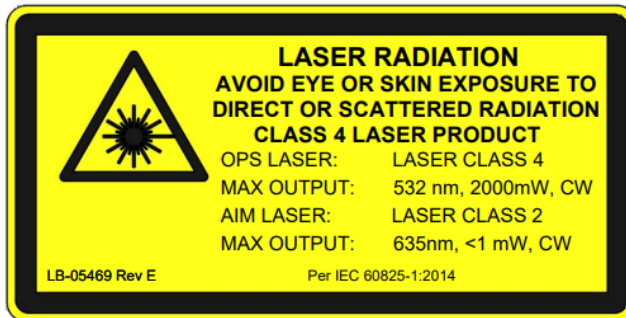 LASER RADIATION
AVOID EYE OR SKIN EXPOSURE TO
DIRECT OR SCATTERED RADIATION
CLASS 4 LASER PRODUCT
OPS LASER: LASER CLASS 4
MAX OUTPUT: 532 nm, 2000mW, CW
AIM LASER: LASER CLASS 2
MAX OUTPUT: 635nm, <1 mW, CW
LB-05469 Rev E Per IEC 60825-1:2014